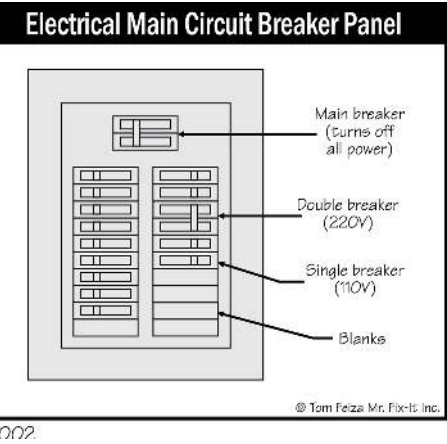 Electrical Main Circuit Breaker Panel
Main breaker
(turns off
all power)
Double breaker
(220V)
Single breaker
(110V)
Blanks
© Tom Feiza Mr. Fix-It Inc.
002